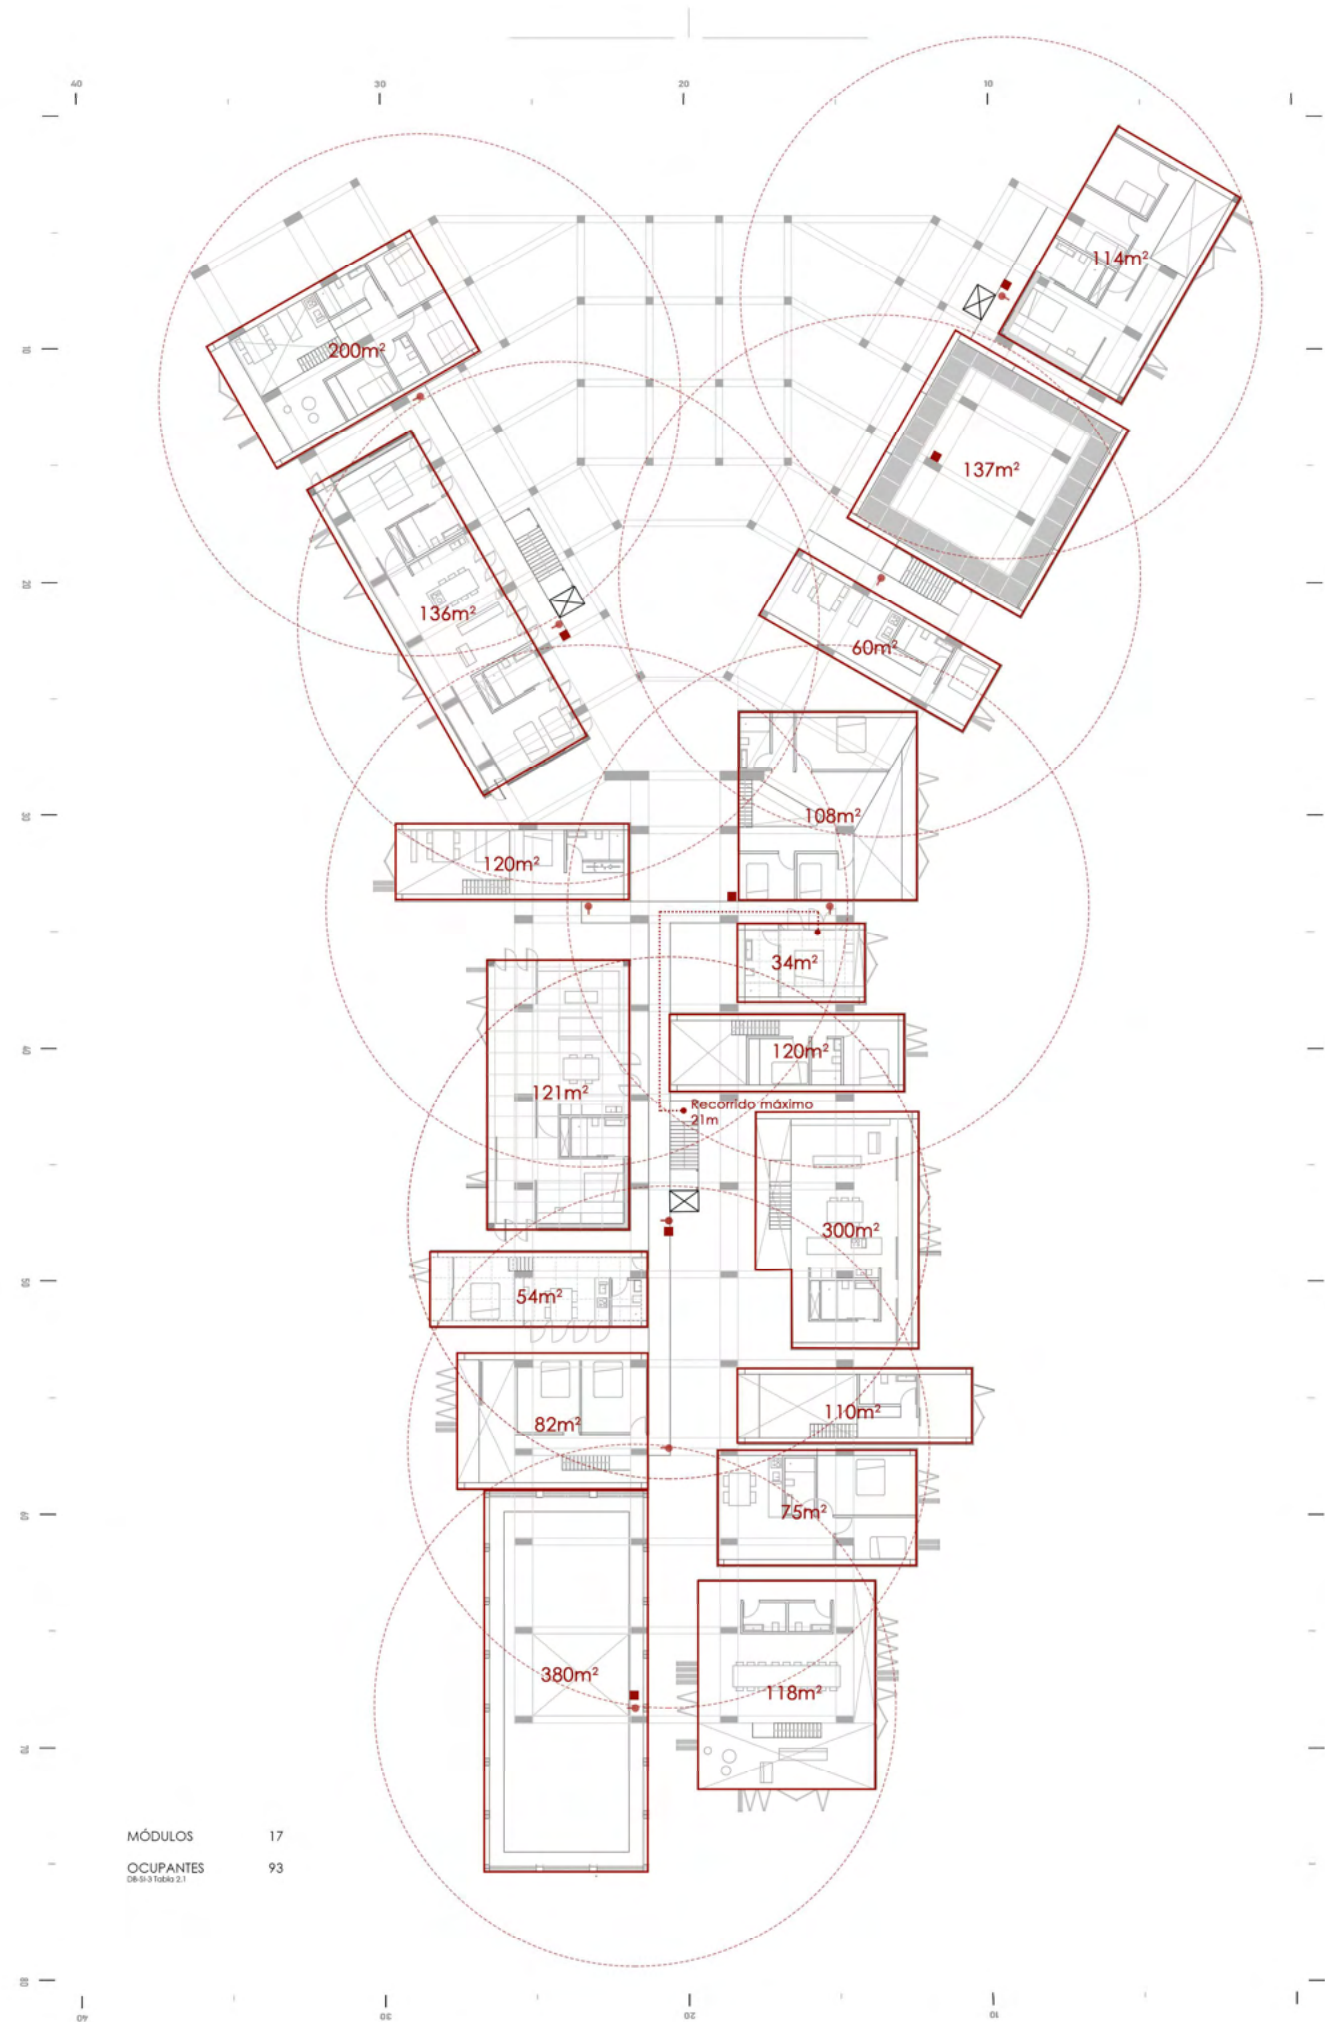 40 30 20 10
114m²
200m²
10
137m²
20
136m²
60m²
30
108m²
120m²
34m²
40
120m²
121m²
Recorrido máximo
21m
300m²
50
54m²
110m²
82m²
60
75m²
380m²
118m²
70
MÓDULOS 17
OCUPANTES 93
DB-SI-3 Tabla 2.1
80
40 30 20 10